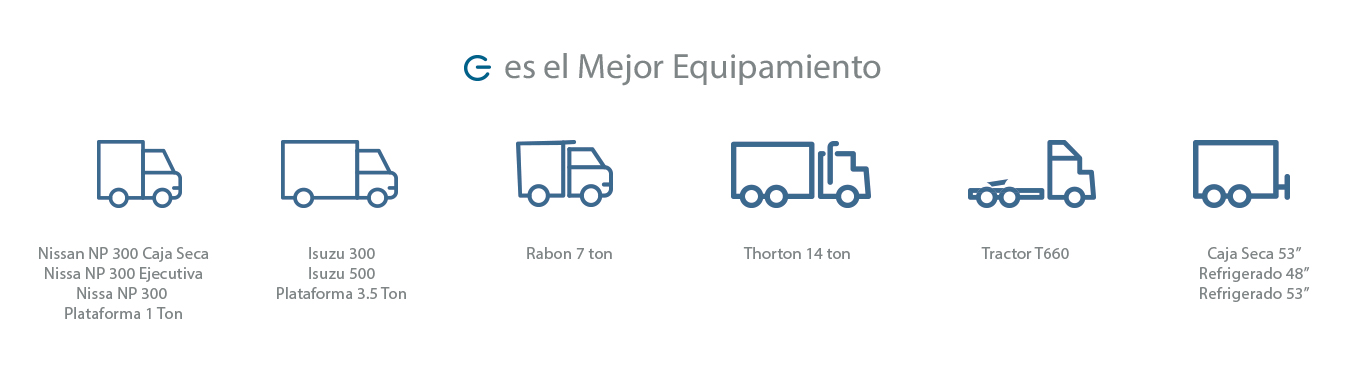 es el Mejor Equipamiento
Nissan NP 300 Caja Seca
Nissa NP 300 Ejecutiva
Nissa NP 300
Plataforma 1 Ton
Isuzu 300
Isuzu 500
Plataforma 3.5 Ton
Rabon 7 ton
Thorton 14 ton
Tractor T660
Caja Seca 53”
Refrigerado 48”
Refrigerado 53”